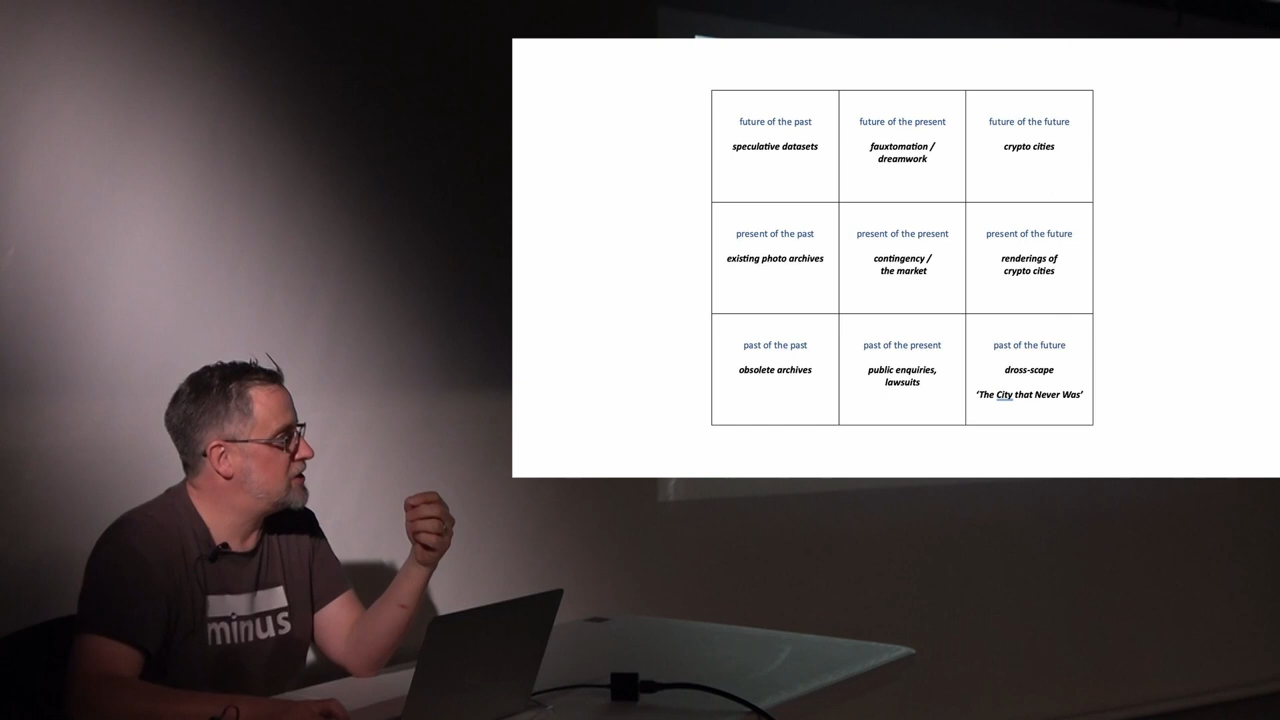 future of the past
speculative datasets
future of the present
fauxtomation /
dreamwork
future of the future
crypto cities
present of the past
existing photo archives
present of the present
contingency /
the market
present of the future
renderings of
crypto cities
past of the past
obsolete archives
past of the present
public enquiries,
lawsuits
past of the future
dross-scape
‘The City that Never Was’
minus